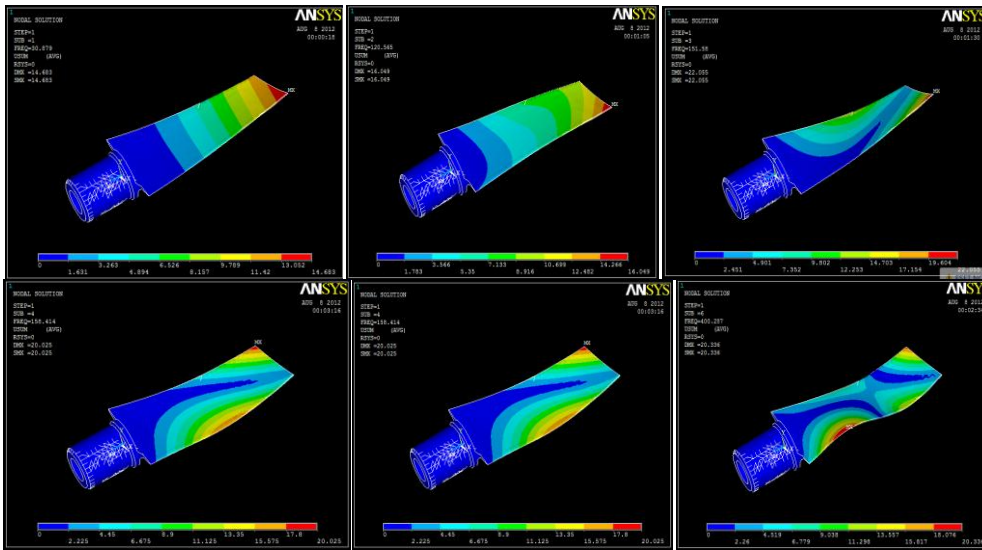 1
ANSYS
NODAL SOLUTION
AUG 8 2012
00:00:18
STEP=1
SUB =1
FREQ=30.879
USUM (AVG)
RSYS=0
DMX =14.683
SMX =14.683
MX
0 3.263 6.526 9.789 13.052
1.631 4.894 8.157 11.42 14.683
1
ANSYS
NODAL SOLUTION
AUG 8 2012
00:01:05
STEP=1
SUB =2
FREQ=120.565
USUM (AVG)
RSYS=0
DMX =16.049
SMX =16.049
MX
0 3.566 7.133 10.699 14.266
1.783 5.35 8.916 12.482 16.049
1
ANSYS
NODAL SOLUTION
AUG 8 2012
00:01:30
STEP=1
SUB =3
FREQ=151.58
USUM (AVG)
RSYS=0
DMX =22.055
SMX =22.055
MX
0 4.901 9.802 14.703 19.604
2.451 7.352 12.253 17.154
1
ANSYS
NODAL SOLUTION
AUG 8 2012
00:03:16
STEP=1
SUB =4
FREQ=158.414
USUM (AVG)
RSYS=0
DMX =20.025
SMX =20.025
MX
0 4.45 8.9 13.35 17.8
2.225 6.675 11.125 15.575 20.025
1
ANSYS
NODAL SOLUTION
AUG 8 2012
00:03:16
STEP=1
SUB =4
FREQ=158.414
USUM (AVG)
RSYS=0
DMX =20.025
SMX =20.025
MX
0 4.45 8.9 13.35 17.8
2.225 6.675 11.125 15.575 20.025
1
ANSYS
NODAL SOLUTION
AUG 8 2012
STEP=1
SUB =6
FREQ=400.257
USUM (AVG)
RSYS=0
DMX =20.336
SMX =20.336
0 4.519 9.038 13.557 18.076
2.26 6.779 11.298 15.817